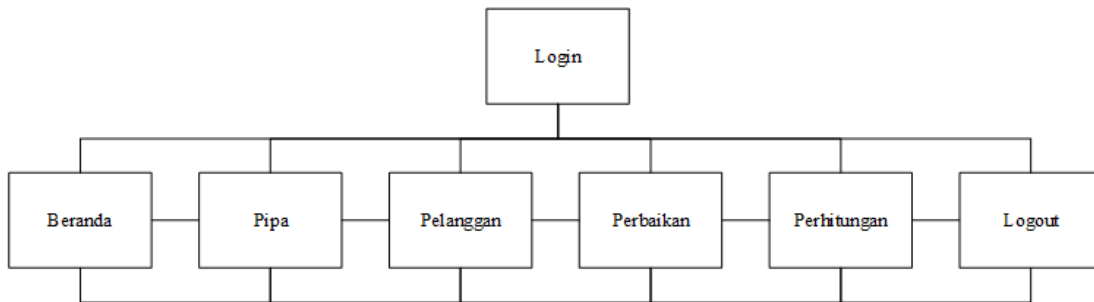 Login
Beranda
Pipa
Pelanggan
Perbaikan
Perhitungan
Logout